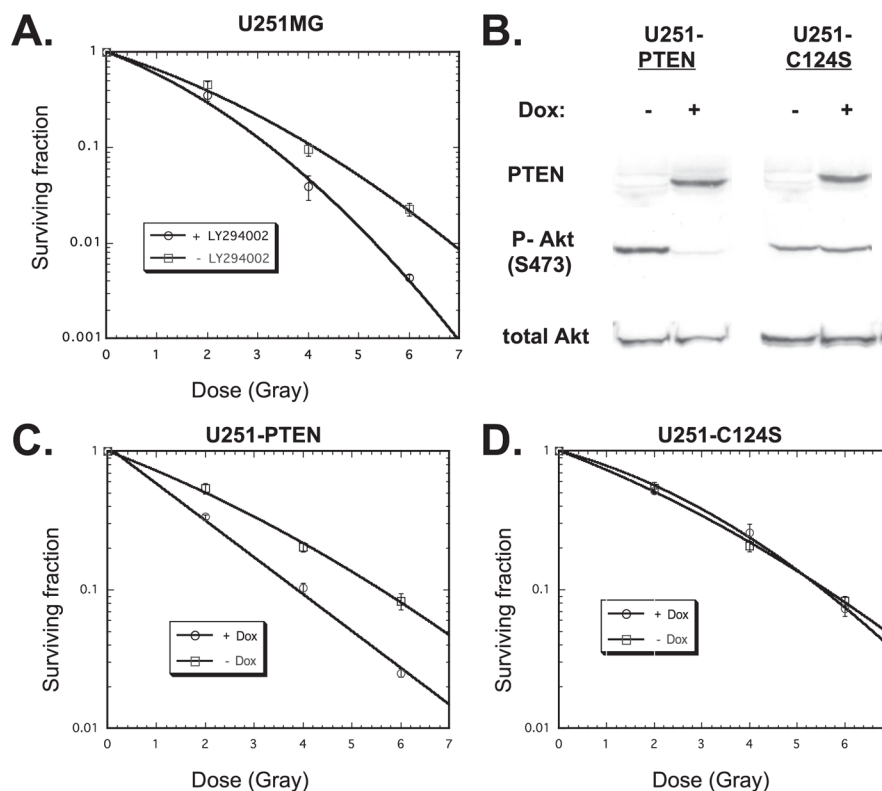 A.
U251MG
Surviving fraction
1
0.1
0.01
0.001
0 1 2 3 4 5 6 7
Dose (Gray)
+ LY294002
- LY294002
B.
U251-
PTEN
U251-
C124S
Dox: - + - +
PTEN
P- Akt
(S473)
total Akt
C.
U251-PTEN
Surviving fraction
1
0.1
0.01
0 1 2 3 4 5 6 7
Dose (Gray)
+ Dox
- Dox
D.
U251-C124S
Surviving fraction
1
0.1
0.01
0 1 2 3 4 5 6
Dose (Gray)
+ Dox
- Dox